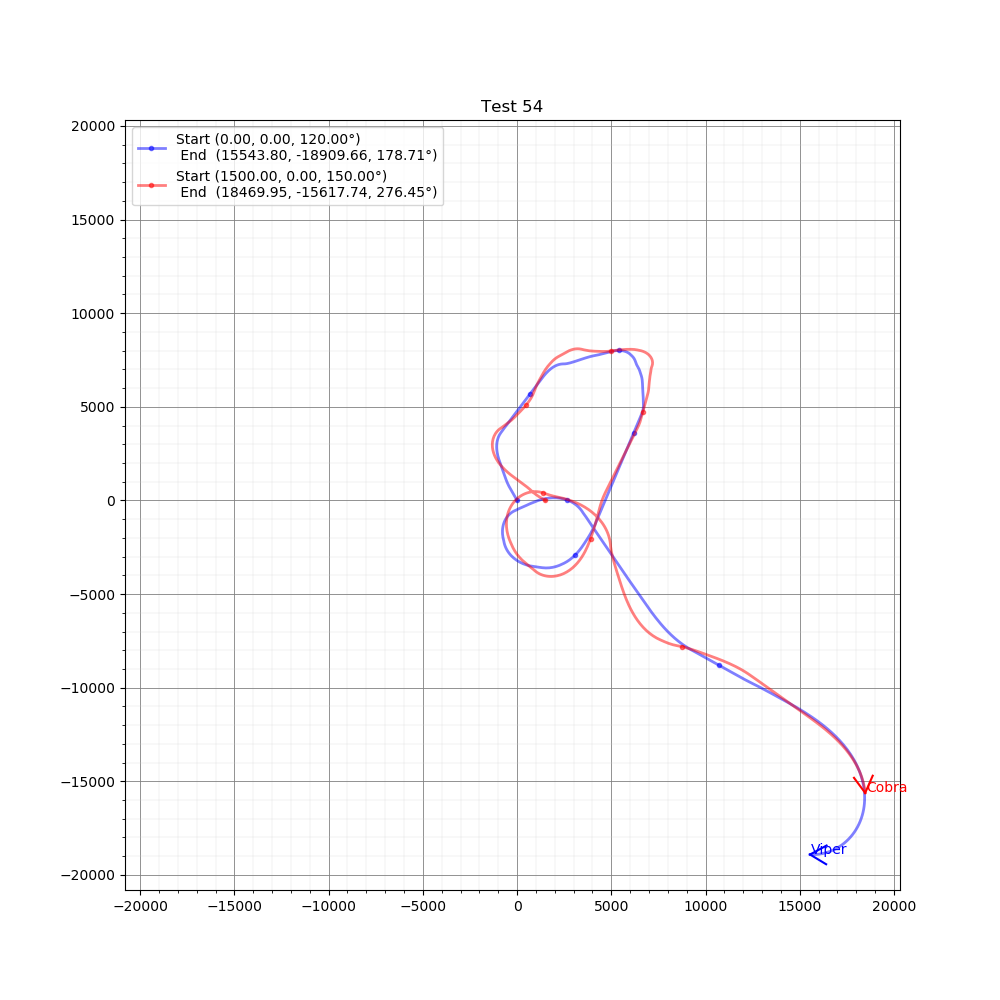 Test 54
Start (0.00, 0.00, 120.00°)
End (15543.80, -18909.66, 178.71°)
Start (1500.00, 0.00, 150.00°)
End (18469.95, -15617.74, 276.45°)
20000
15000
10000
5000
0
−5000
−10000
−15000
−20000
Cobra
Viper
−20000 −15000 −10000 −5000 0 5000 10000 15000 20000